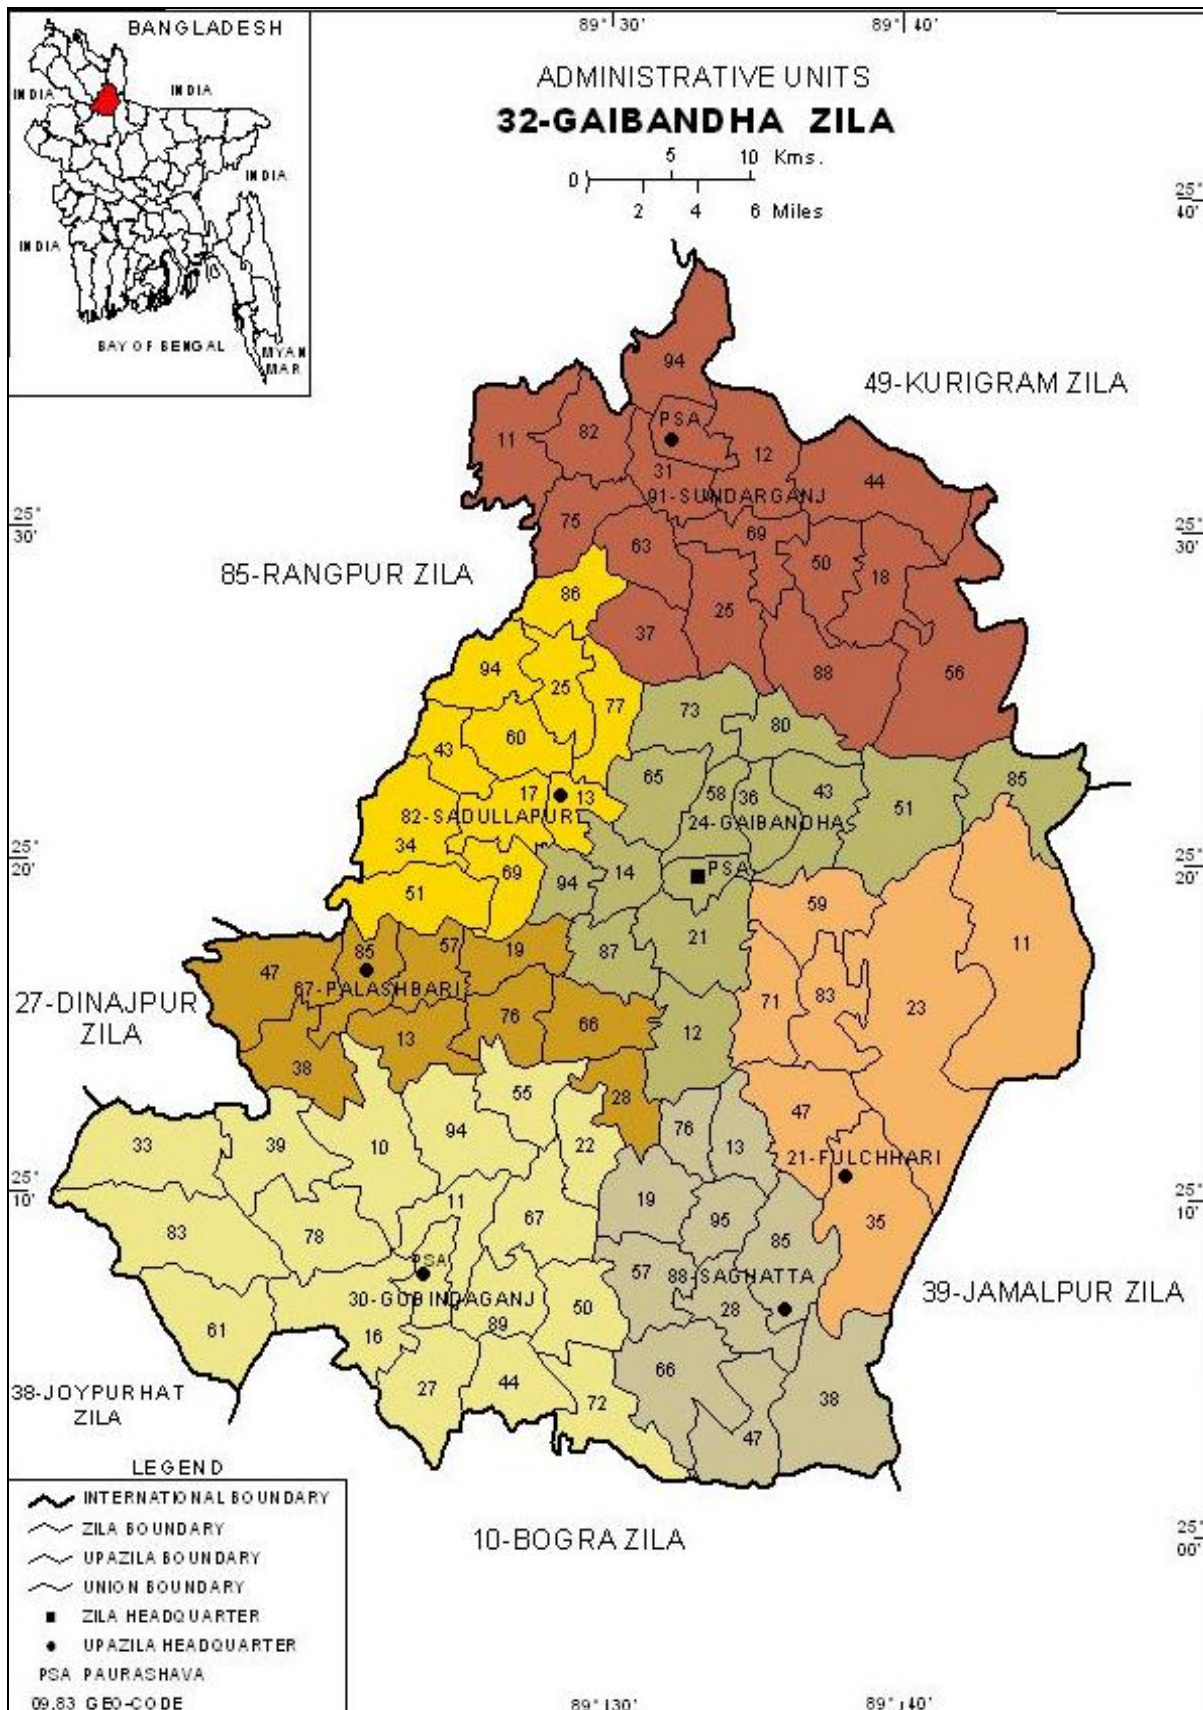 BANGLADESH
INDIA
INDIA
INDIA
INDIA
BAY OF BENGAL
MYAN
MAR
89° 30'
89° 40'
ADMINISTRATIVE UNITS
32-GAIBANDHA ZILA
5 10 Kms.
0
2 4 6 Miles
25°
40'
49-KURIGRAM ZILA
94
PSA
11
82
12
31
44
91-SUNDARGANJ
25°
30'
75
69
63
50
25°
30'
85-RANGPUR ZILA
18
86
25
37
94
88
56
25
77
73
80
60
43
65
85
17
13
58
36
43
51
82-SADULLAPUR
24-GAIBANDHA
34
25°
20'
69
94
14
PSA
25°
20'
51
59
57
85
19
87
21
11
47
67-PALASHBARI
71
83
23
27-DINAJPUR
ZILA
13
76
66
12
38
55
28
47
33
39
10
94
22
76
13
21-FULCHHARI
25°
10'
11
19
25°
10'
83
78
67
95
85
35
PSA
57
88-SAGHATTA
30-GOBINDAGANJ
50
28
39-JAMALPUR ZILA
61
16
89
66
38-JOYPURHAT
ZILA
27
44
72
38
47
LEGEND
INTERNATIONAL BOUNDARY
ZILA BOUNDARY
UPAZILA BOUNDARY
UNION BOUNDARY
ZILA HEADQUARTER
UPAZILA HEADQUARTER
PSA PAURASHAVA
09.83 GEO-CODE
10-BOGRA ZILA
25°
00'
89° 30'
89° 40'